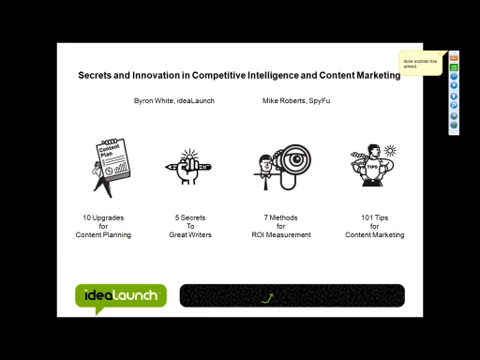 Secrets and Innovation in Competitive Intelligence and Content Marketing
Byron White, ideaLaunch
Mike Roberts, SpyFu
Content
Plan
TIPS
10 Upgrades
for
Content Planning
5 Secrets
To
Great Writers
7 Methods
for
ROI Measurement
101 Tips
for
Content Marketing
idealaunch